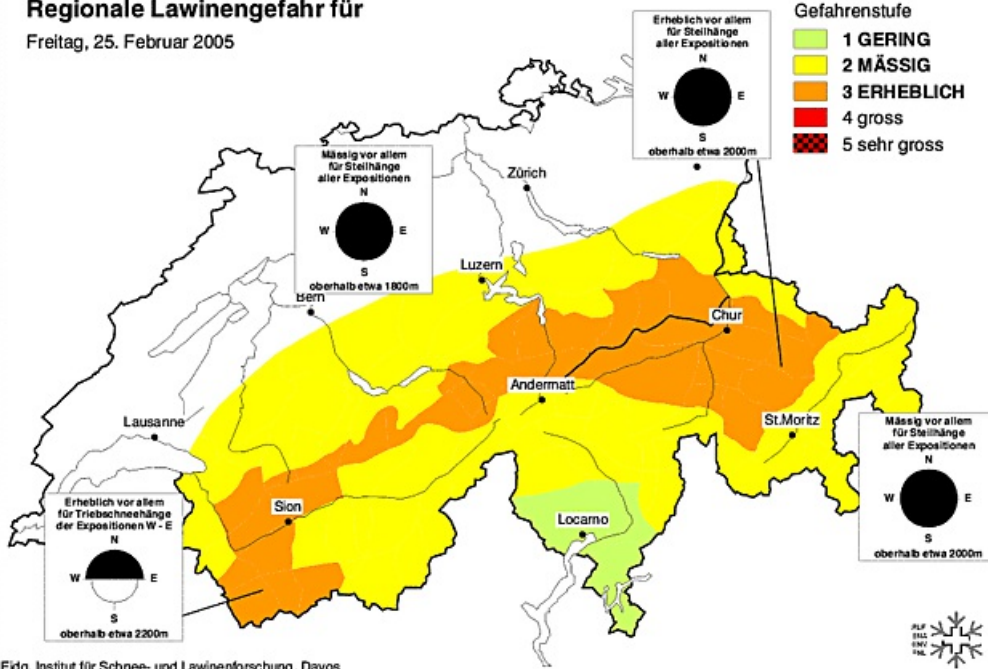 Regionale Lawinengefahr für
Freitag, 25. Februar 2005
Gefahrenstufe
1 GERING
2 MÄSSIG
3 ERHEBLICH
4 gross
5 sehr gross
Erheblich vor allem
für Steilhänge
aller Expositionen
N
W E
S
oberhalb etwa 2000m
Mässig vor allem
für Steilhänge
aller Expositionen
N
W E
S
oberhalb etwa 1800m
Zürich
Luzern
Bern
Chur
Andermatt
Lausanne
St.Moritz
Mässig vor allem
für Steilhänge
aller Expositionen
N
W E
S
oberhalb etwa 2000m
Erheblich vor allem
für Triebschneehänge
der Expositionen W - E
N
W E
S
oberhalb etwa 2200m
Sion
Locarno
Eidg. Institut für Schnee- und Lawinenforschung, Davos